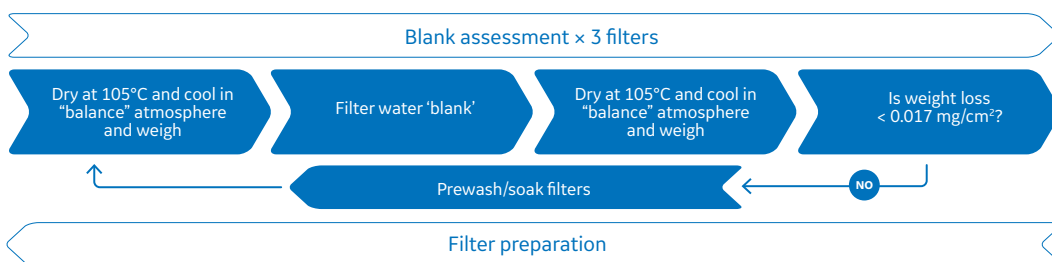 Blank assessment × 3 filters
Dry at 105°C and cool in
“balance” atmosphere
and weigh
Filter water ‘blank’
Dry at 105°C and cool in
“balance” atmosphere
and weigh
Is weight loss
< 0.017 mg/cm²?
Prewash/soak filters
NO
Filter preparation